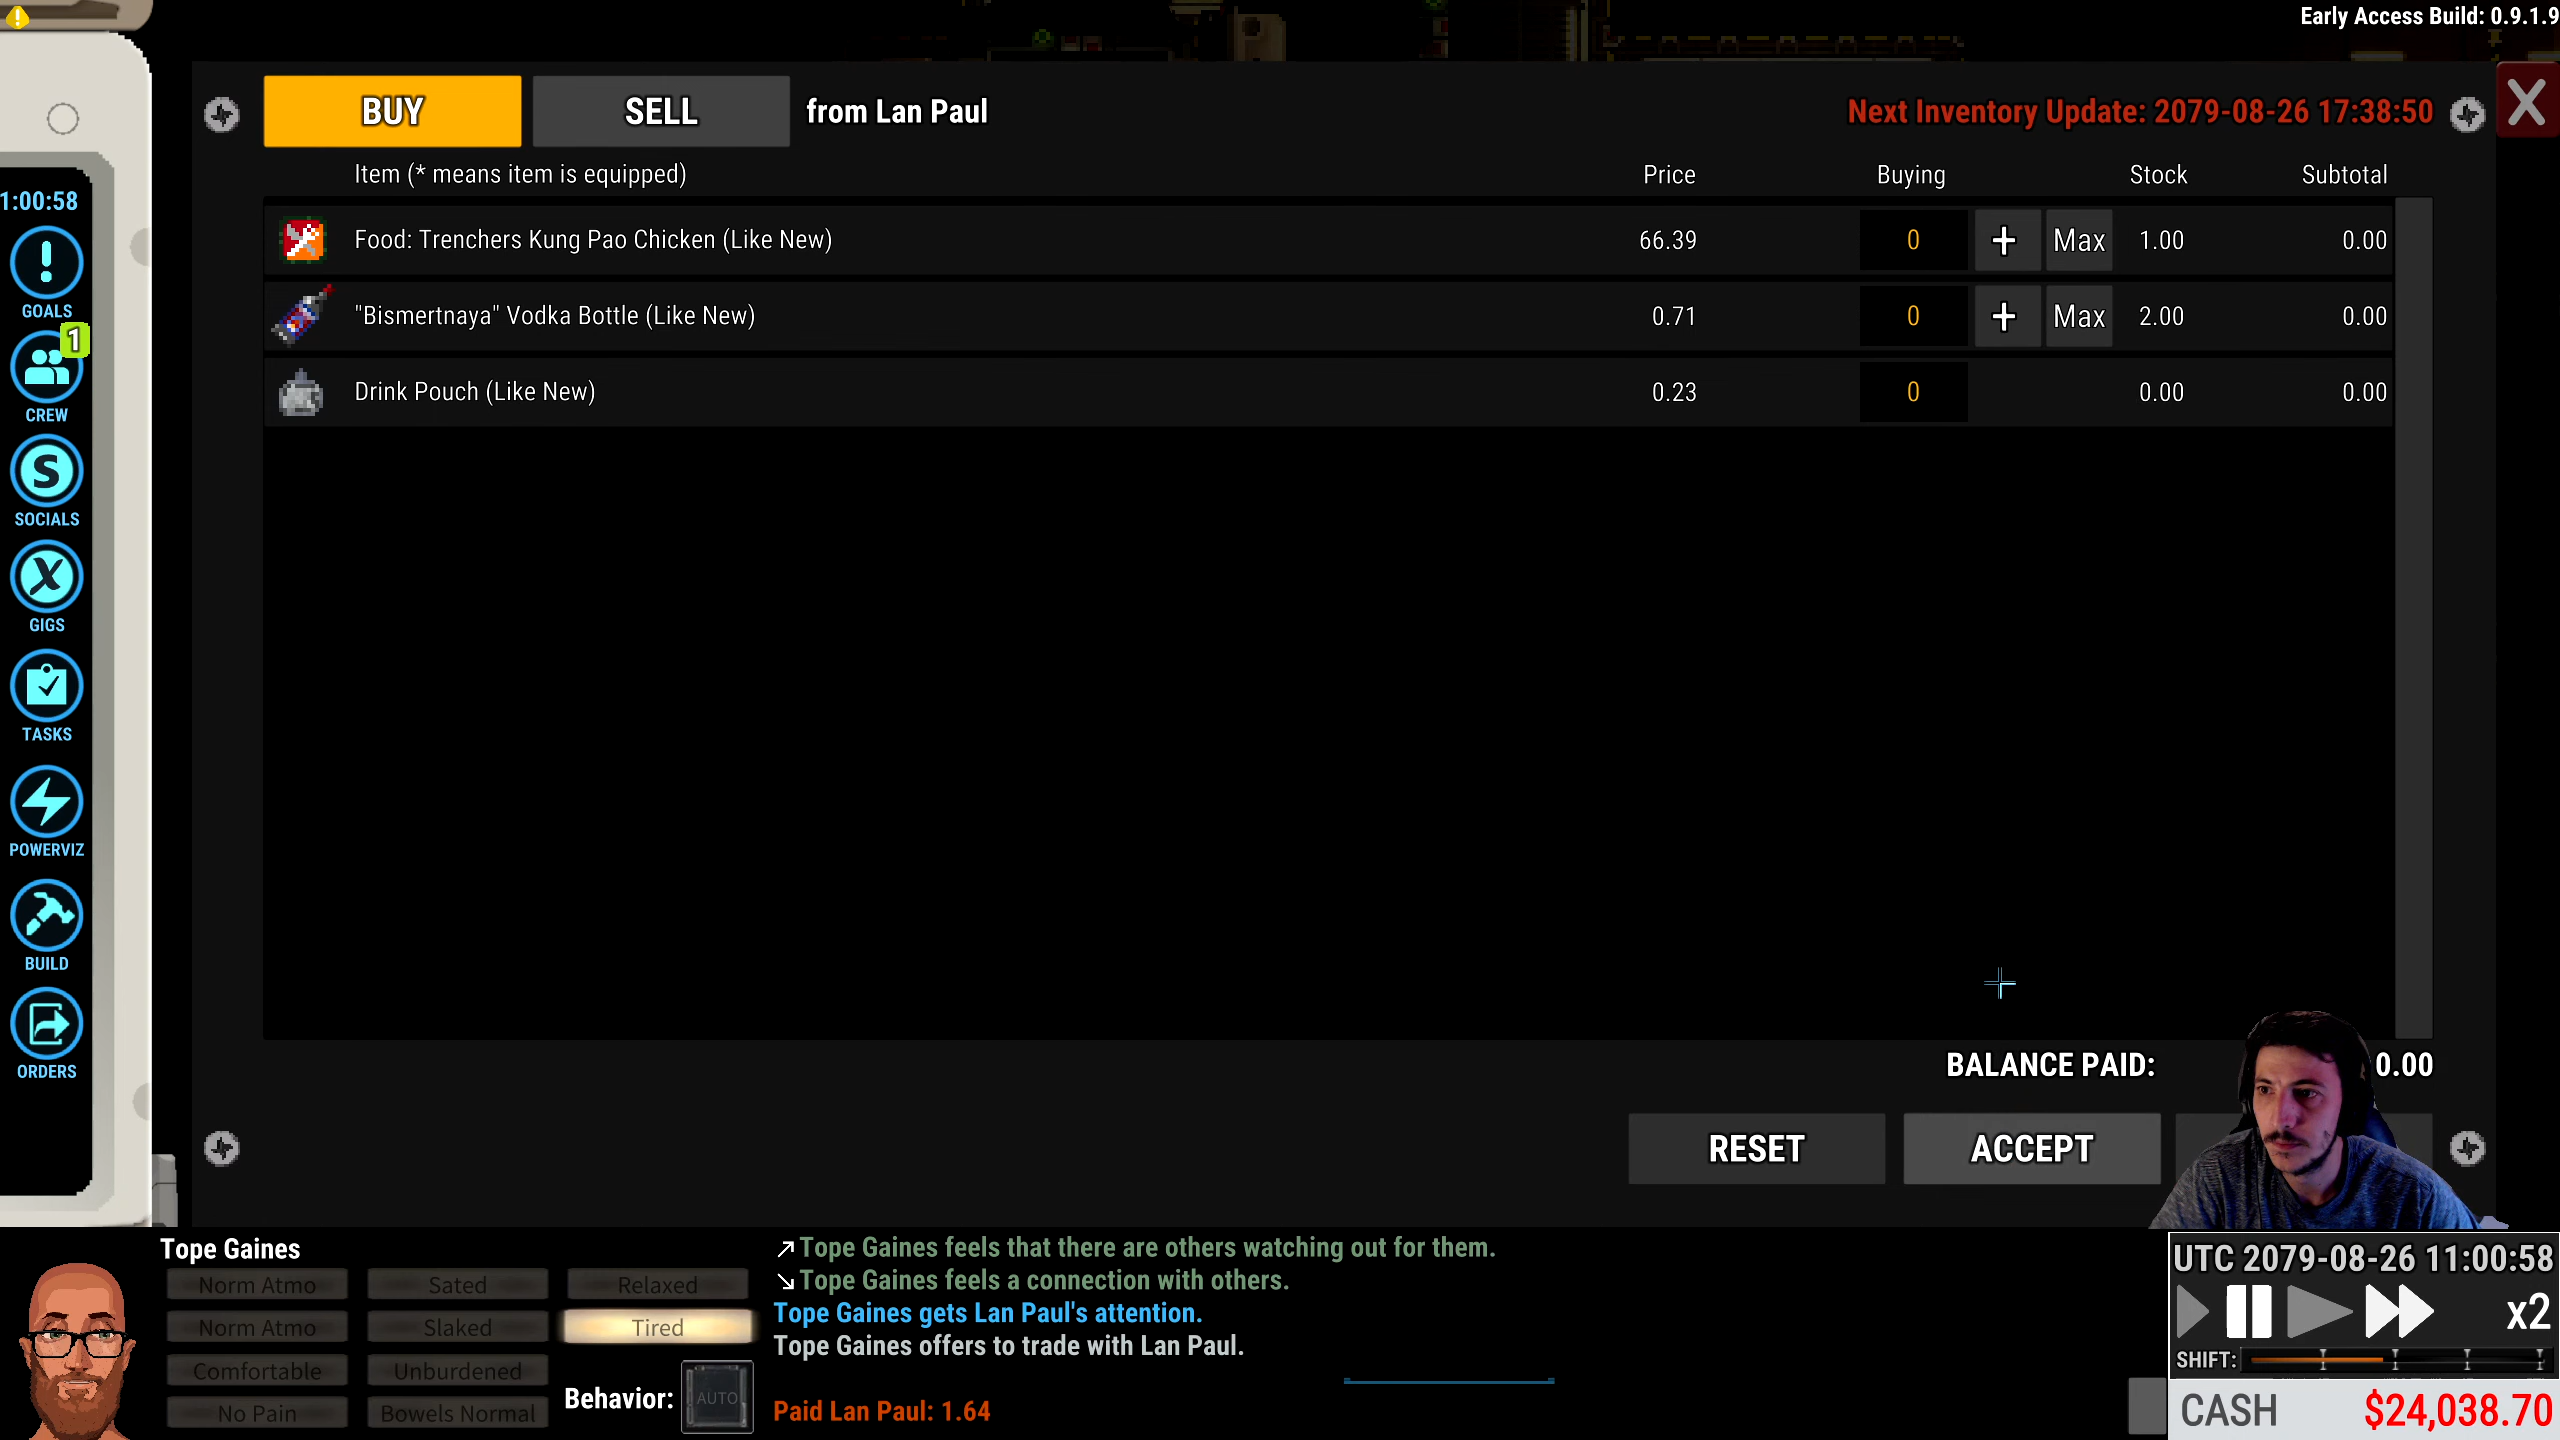 Early Access Build: 0.9.1.9
BUY
SELL
from Lan Paul
Next Inventory Update: 2079-08-26 17:38:50
X
Item (* means item is equipped)
Price
Buying
Stock
Subtotal
Food: Trenchers Kung Pao Chicken (Like New)
66.39
0
+
Max
1.00
0.00
"Bismertnaya" Vodka Bottle (Like New)
0.71
0
+
Max
2.00
0.00
Drink Pouch (Like New)
0.23
0
0.00
0.00
1:00:58
GOALS
1
CREW
SOCIALS
GIGS
TASKS
POWERVIZ
BUILD
ORDERS
BALANCE PAID:
0.00
RESET
ACCEPT
Tope Gaines
Norm Atmo
Sated
Relaxed
Norm Atmo
Slaked
Tired
Comfortable
Unburdened
No Pain
Bowels Normal
Behavior:
AUTO
Tope Gaines feels that there are others watching out for them.
Tope Gaines feels a connection with others.
Tope Gaines gets Lan Paul's attention.
Tope Gaines offers to trade with Lan Paul.
Paid Lan Paul: 1.64
UTC 2079-08-26 11:00:58
x2
SHIFT:
CASH
$24,038.70